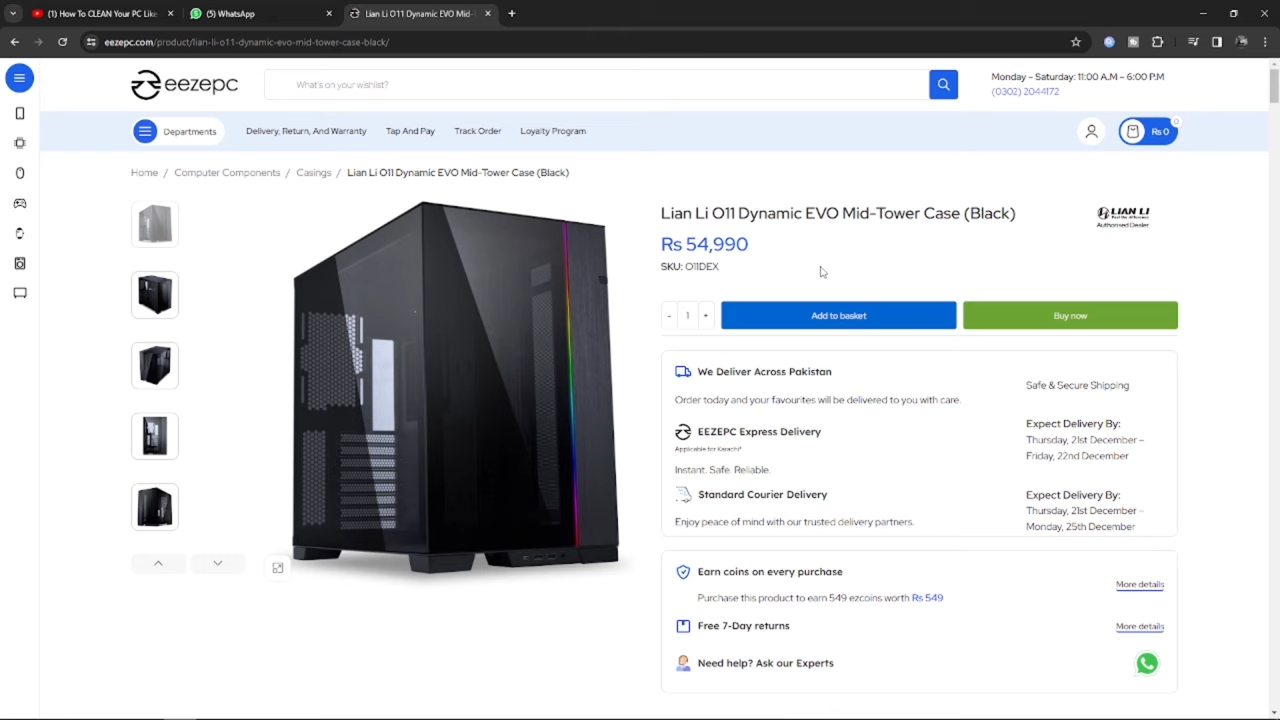 (1) How To CLEAN Your PC Like
(5) WhatsApp
Lian Li O11 Dynamic EVO Mid-T
eezepc.com/product/lian-li-o11-dynamic-evo-mid-tower-case-black/
eezepc
What's on your wishlist?
Monday - Saturday: 11:00 A.M - 6:00 P.M
(0302) 2044172
Departments
Delivery, Return, And Warranty
Tap And Pay
Track Order
Loyalty Program
0
Rs 0
Home / Computer Components / Casings / Lian Li O11 Dynamic EVO Mid-Tower Case (Black)
Lian Li O11 Dynamic EVO Mid-Tower Case (Black)
LIAN LI
Authorised Dealer
Rs 54,990
SKU: O11DEX
- 1 +
Add to basket
Buy now
We Deliver Across Pakistan
Safe & Secure Shipping
Order today and your favourites will be delivered to you with care.
EEZEPC Express Delivery
Applicable for Karachi*
Instant. Safe. Reliable.
Expect Delivery By:
Thursday, 21st December –
Friday, 22nd December
Standard Courier Delivery
Enjoy peace of mind with our trusted delivery partners.
Expect Delivery By:
Thursday, 21st December –
Monday, 25th December
Earn coins on every purchase
More details
Purchase this product to earn 549 ezcoins worth Rs 549
Free 7-Day returns
More details
Need help? Ask our Experts